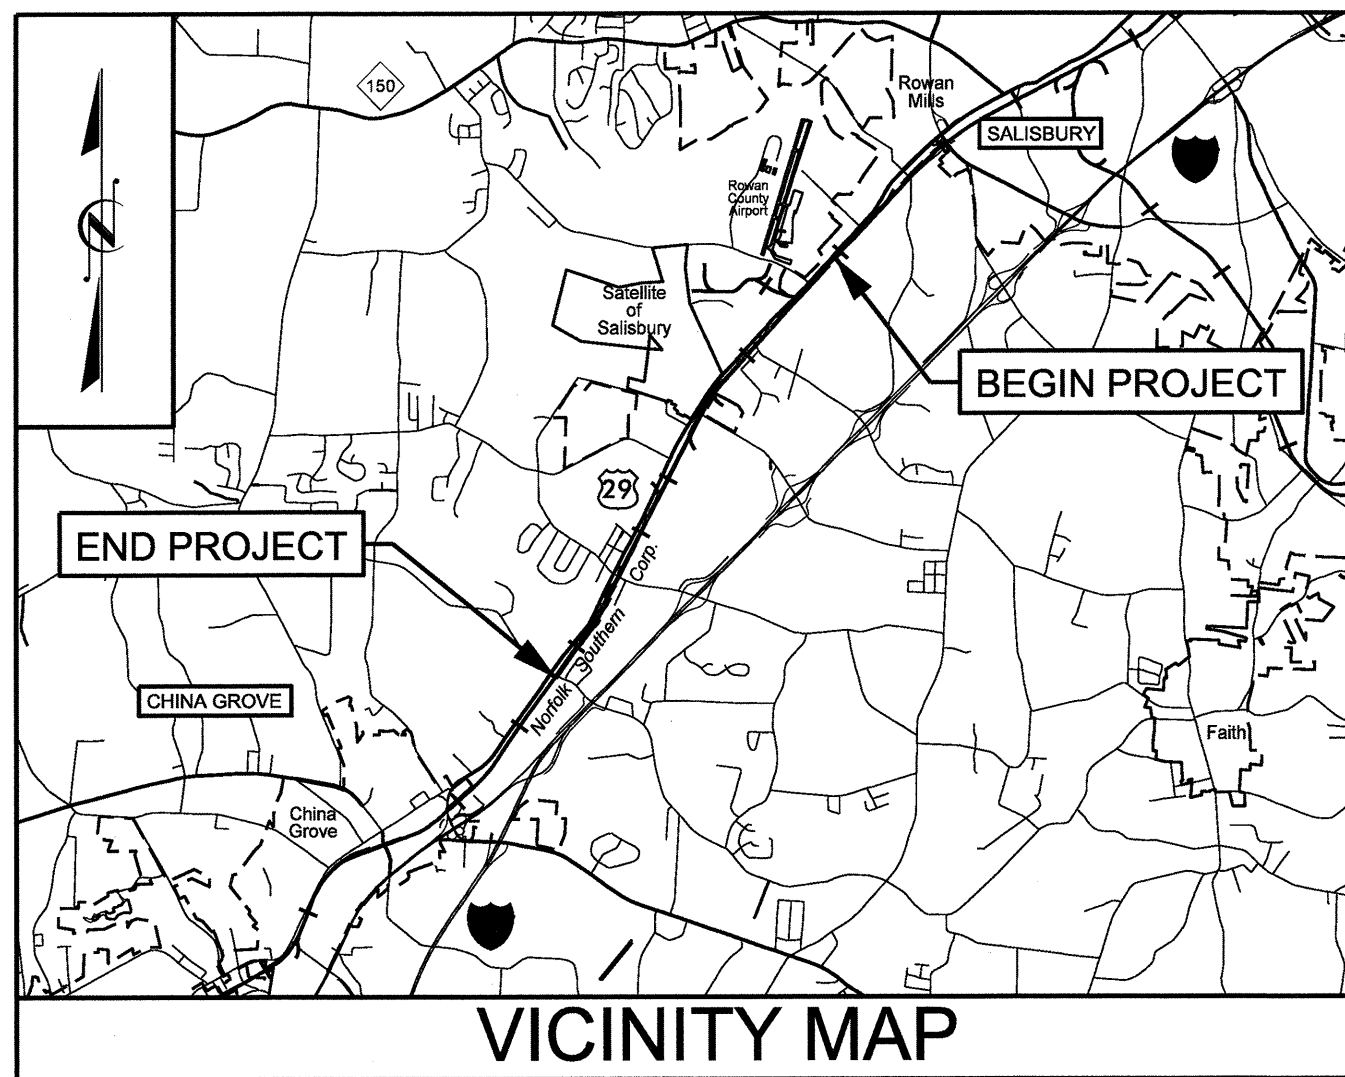 150
Rowan
Mills
SALISBURY
Rowan
County
Airport
Satellite
of
Salisbury
BEGIN PROJECT
29
END PROJECT
Corp.
Southern
Norfolk
CHINA GROVE
Faith
China
Grove
N
VICINITY MAP